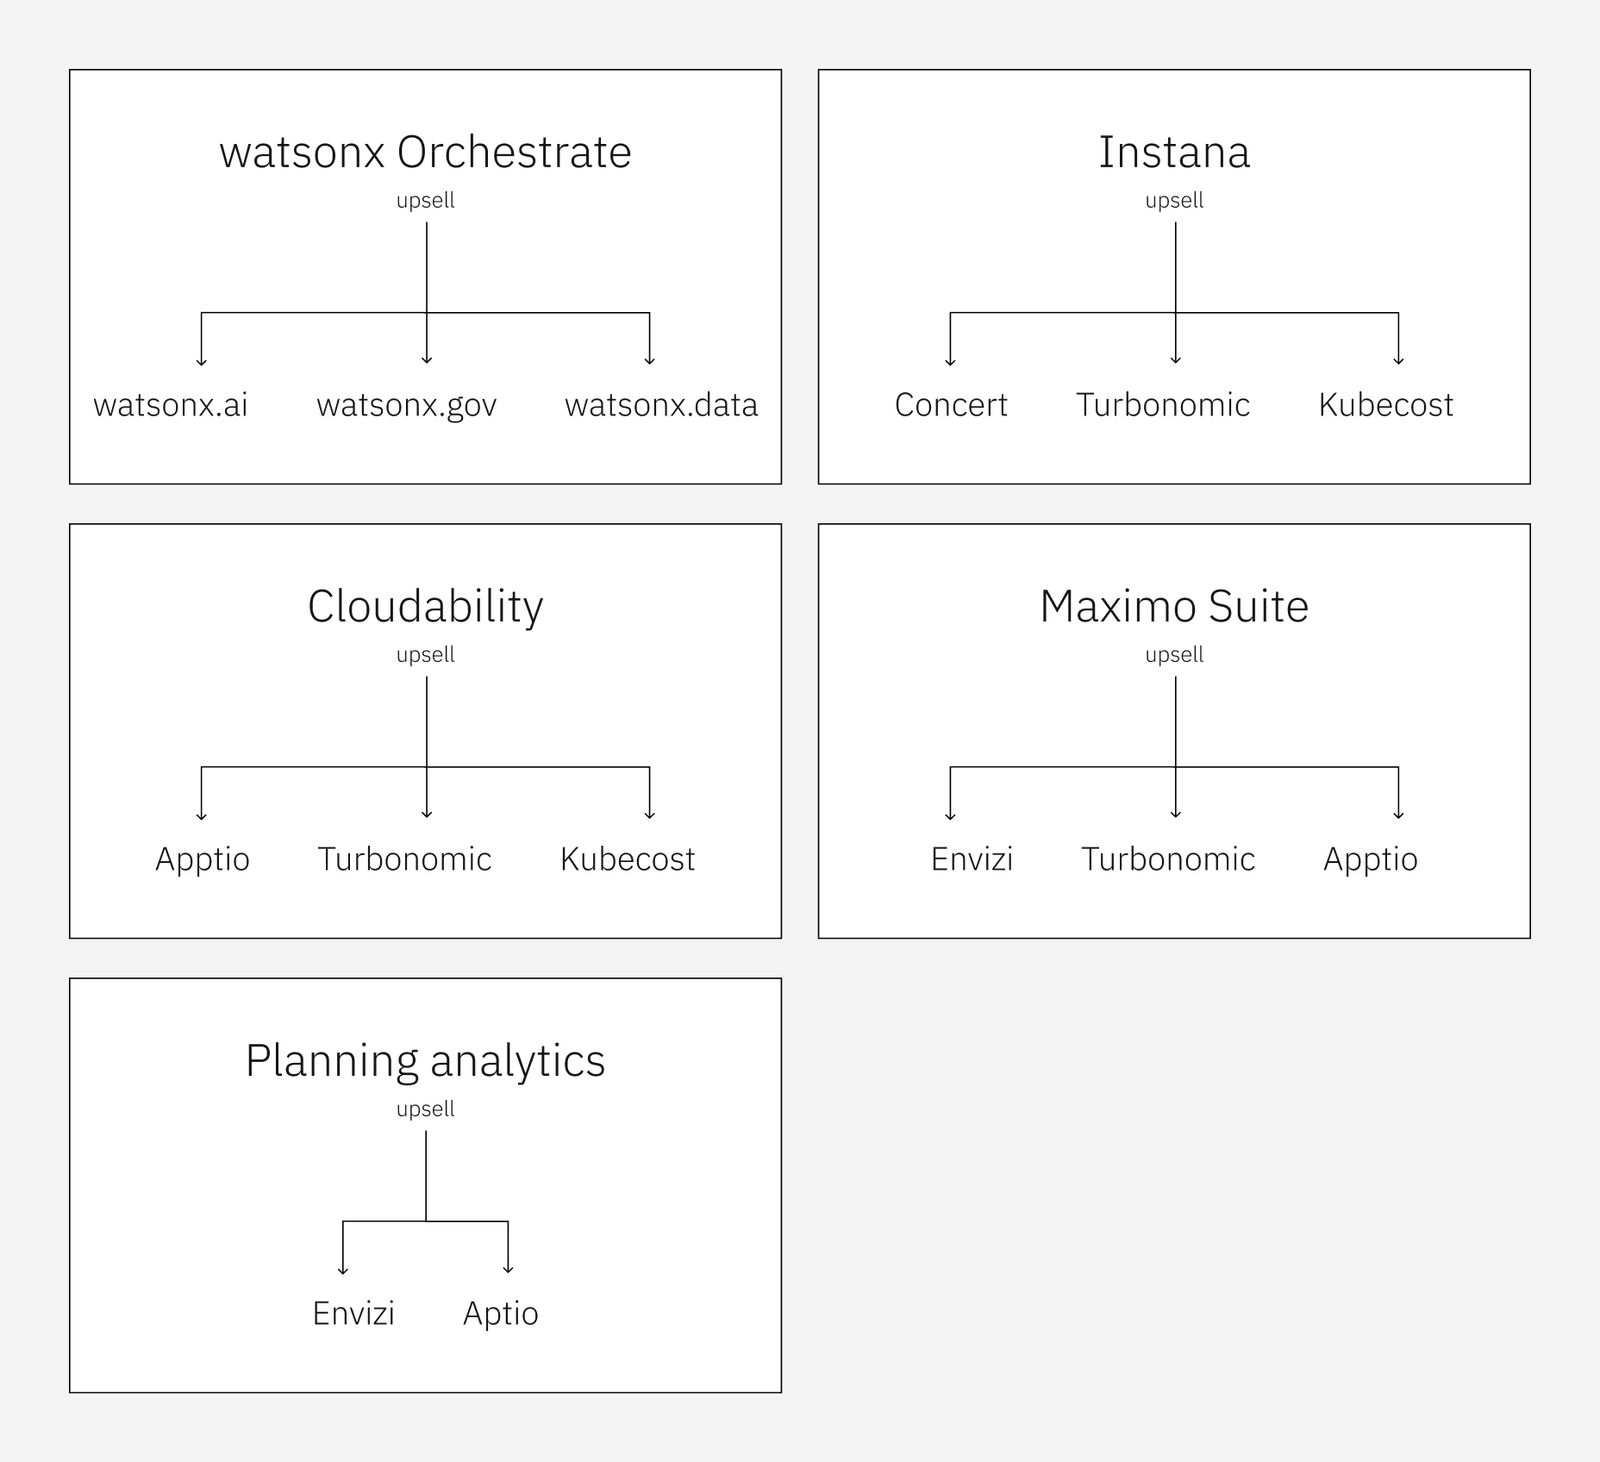 watsonx Orchestrate
upsell
watsonx.ai watsonx.gov watsonx.data
Instana
upsell
Concert Turbonomic Kubecost
Cloudability
upsell
Apptio Turbonomic Kubecost
Maximo Suite
upsell
Envizi Turbonomic Apptio
Planning analytics
upsell
Envizi Aptio